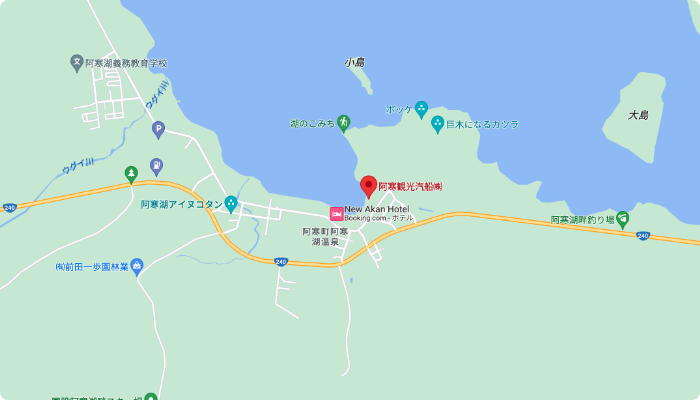 小島
阿寒湖義務教育学校
ウグイ川
ボッケ
大島
湖のこみち
巨木になるカツラ
P
ウグイ川
阿寒観光汽船㈱
240
阿寒湖アイヌコタン
New Akan Hotel
Booking.com - ホテル
阿寒湖畔釣り場
阿寒町阿寒
湖温泉
240
240
㈲前田一歩園林業